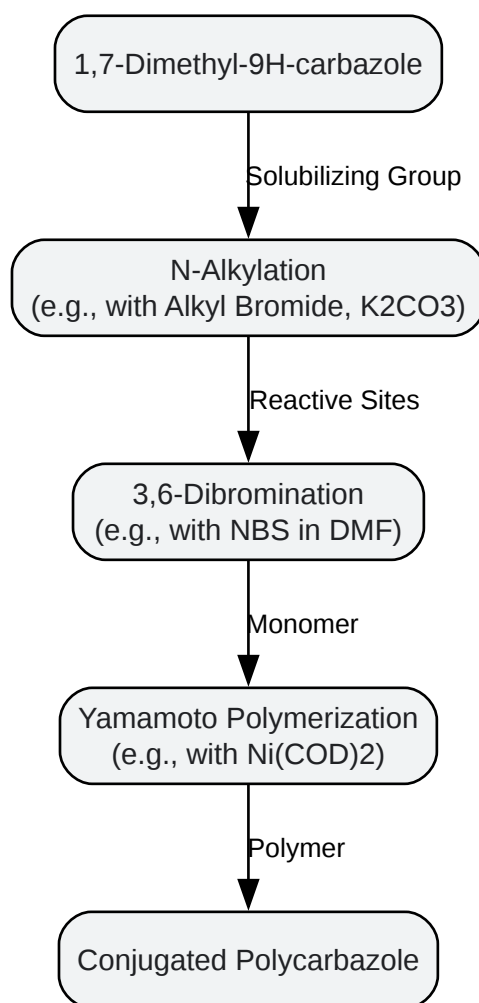 1,7-Dimethyl-9H-carbazole
Solubilizing Group
N-Alkylation
(e.g., with Alkyl Bromide, K2CO3)
Reactive Sites
3,6-Dibromination
(e.g., with NBS in DMF)
Monomer
Yamamoto Polymerization
(e.g., with Ni(COD)2)
Polymer
Conjugated Polycarbazole